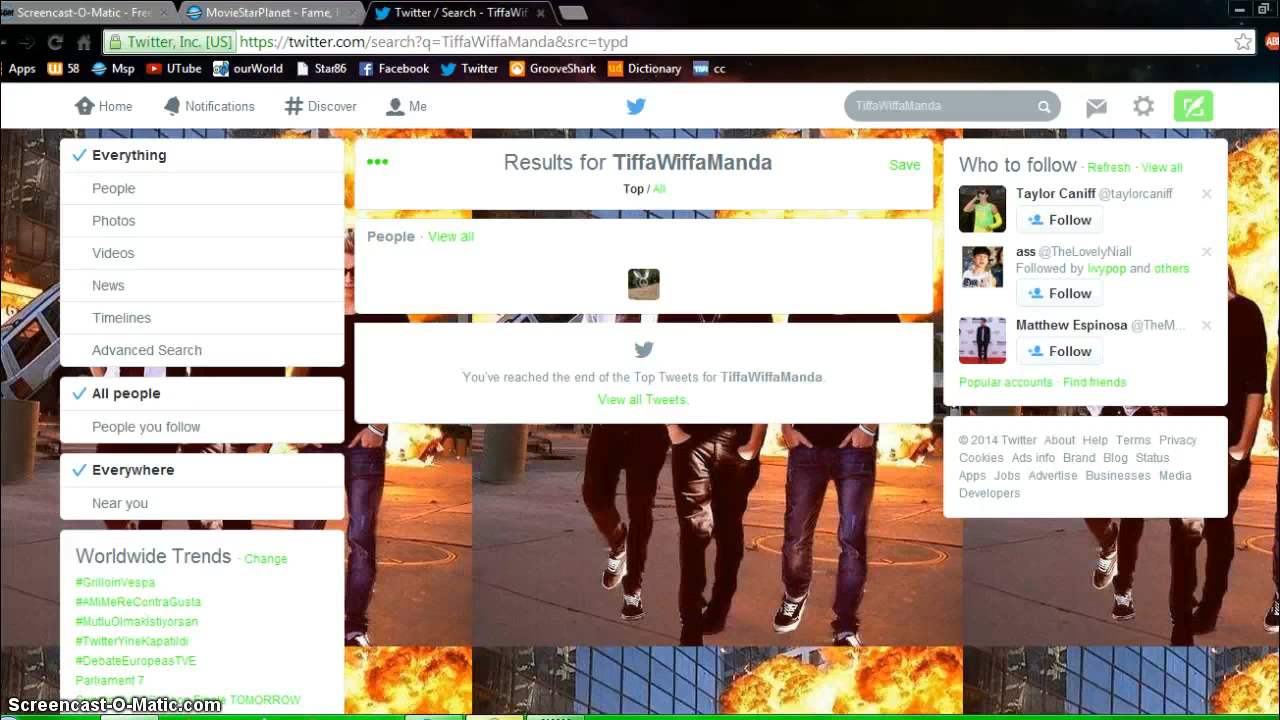 Screencast-O-Matic - Free
MovieStarPlanet - Fame,
Twitter / Search - TiffaWif
Twitter, Inc. [US] https://twitter.com/search?q=TiffaWiffaManda&src=typd
Apps 58 Msp UTube ourWorld Star86 Facebook Twitter GrooveShark ud Dictionary cc
Home Notifications Discover Me
TiffaWiffaManda
Everything
People
Photos
Videos
News
Timelines
Advanced Search
All people
People you follow
Everywhere
Near you
Worldwide Trends · Change
#GrilloinVespa
#AMiMeReContraGusta
#MutluOlmakIstiyorsan
#TwitterYineKapatildi
#DebateEuropeasTVE
Parliament 7
TOMORROW
Results for TiffaWiffaManda
Save
Top / All
People · View all
You've reached the end of the Top Tweets for TiffaWiffaManda.
View all Tweets.
Who to follow · Refresh · View all
Taylor Caniff @taylorcaniff
Follow
ass @TheLovelyNiall
Followed by livypop and others
Follow
Matthew Espinosa @TheM...
Follow
Popular accounts · Find friends
© 2014 Twitter About Help Terms Privacy
Cookies Ads info Brand Blog Status
Apps Jobs Advertise Businesses Media
Developers
Screencast-O-Matic.com